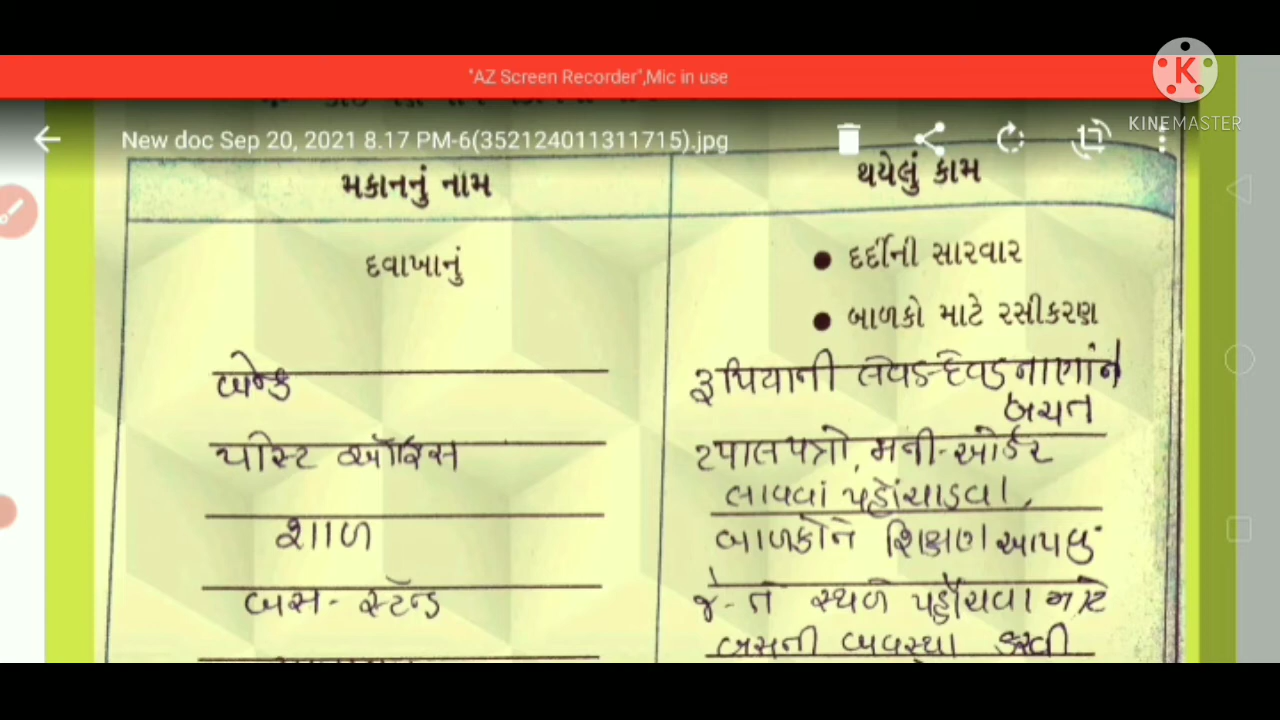 "AZ Screen Recorder",Mic in use
KINEMASTER
New doc Sep 20, 2021 8.17 PM-6(352124011311715).jpg
મકાનનું નામ
થયેલું કામ
દવાખાનું
● દર્દીની સારવાર
● બાળકો માટે રસીકરણ
બેન્ક
રૂપિયાની લેવડ-દેવડ નાણાંની
બચત
પોસ્ટ ઑફિસ
ટપાલ પત્રો, મની-ઓર્ડર
લાવવાં પહોંચાડવા.
શાળ
બાળકોને શિક્ષણ આપવું
બસ-સ્ટૅન્ડ
જે-તે સ્થળે પહોંચવા માટે
બસની વ્યવસ્થા કરવી